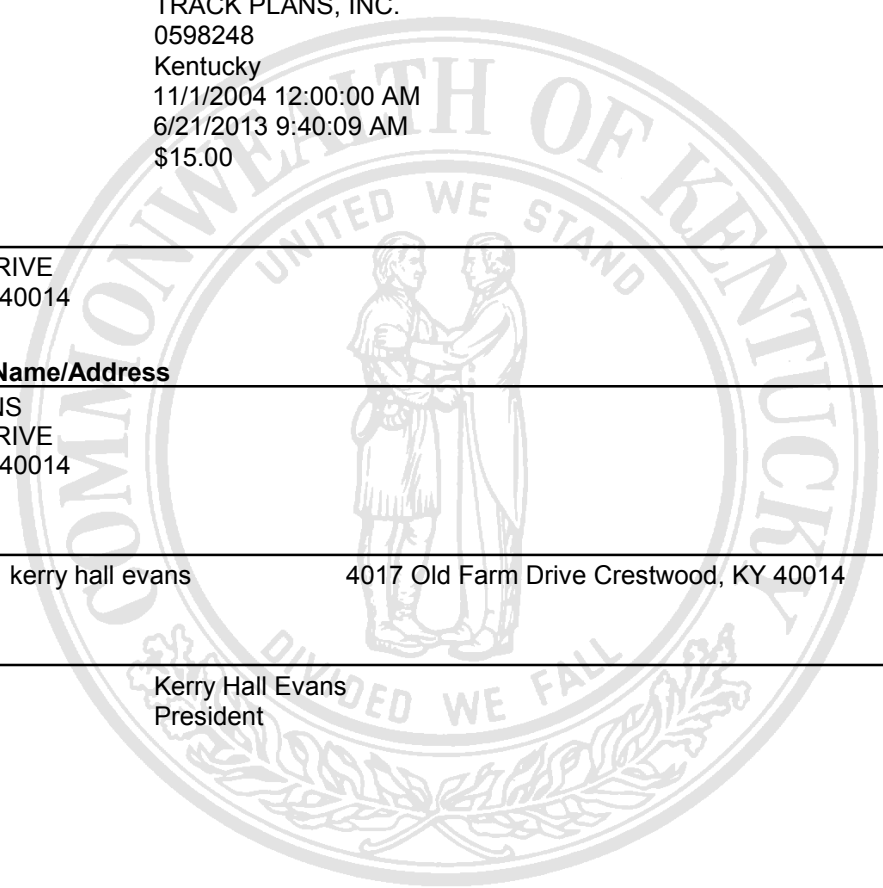 TRACK PLANS, INC.
0598248
Kentucky
11/1/2004 12:00:00 AM
6/21/2013 9:40:09 AM
$15.00
RIVE
40014
Name/Address
NS
RIVE
40014
kerry hall evans 4017 Old Farm Drive Crestwood, KY 40014
Kerry Hall Evans
President
COMMONWEALTH OF KENTUCKY
UNITED WE STAND
DIVIDED WE FALL